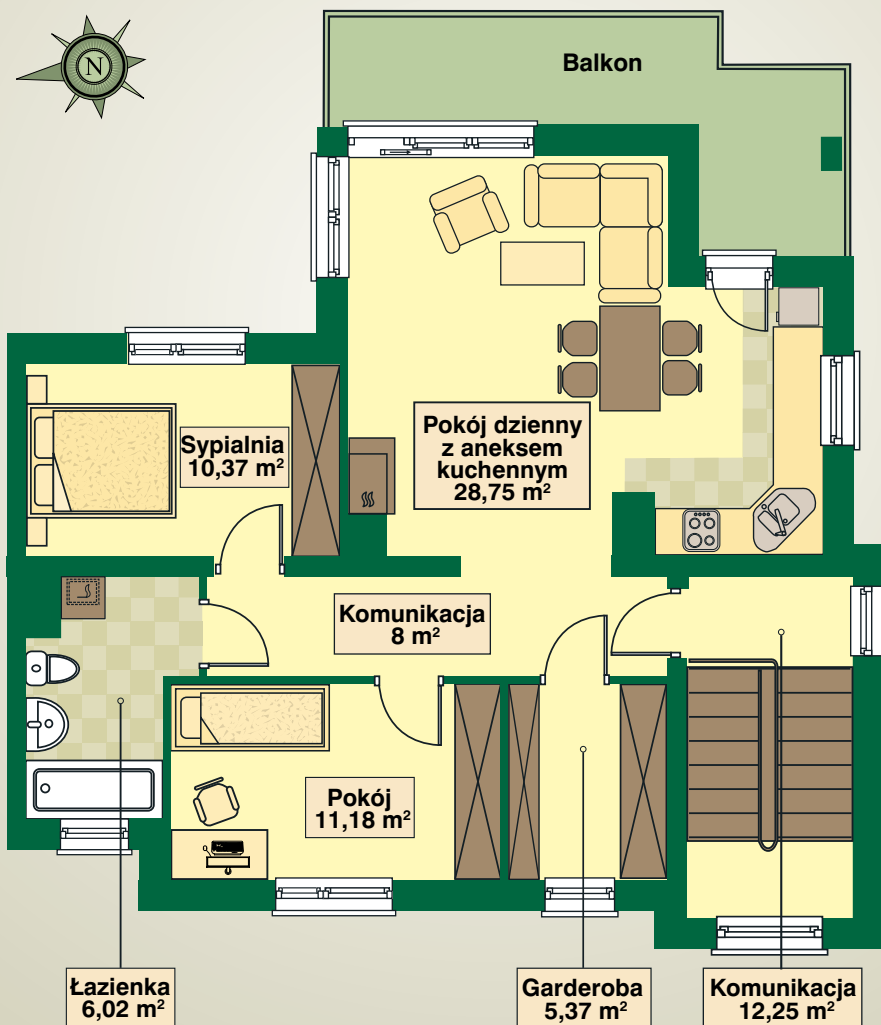 N
Balkon
Pokój dzienny
z aneksem
kuchennym
28,75 m²
Sypialnia
10,37 m²
Komunikacja
8 m²
Pokój
11,18 m²
Łazienka
6,02 m²
Garderoba
5,37 m²
Komunikacja
12,25 m²